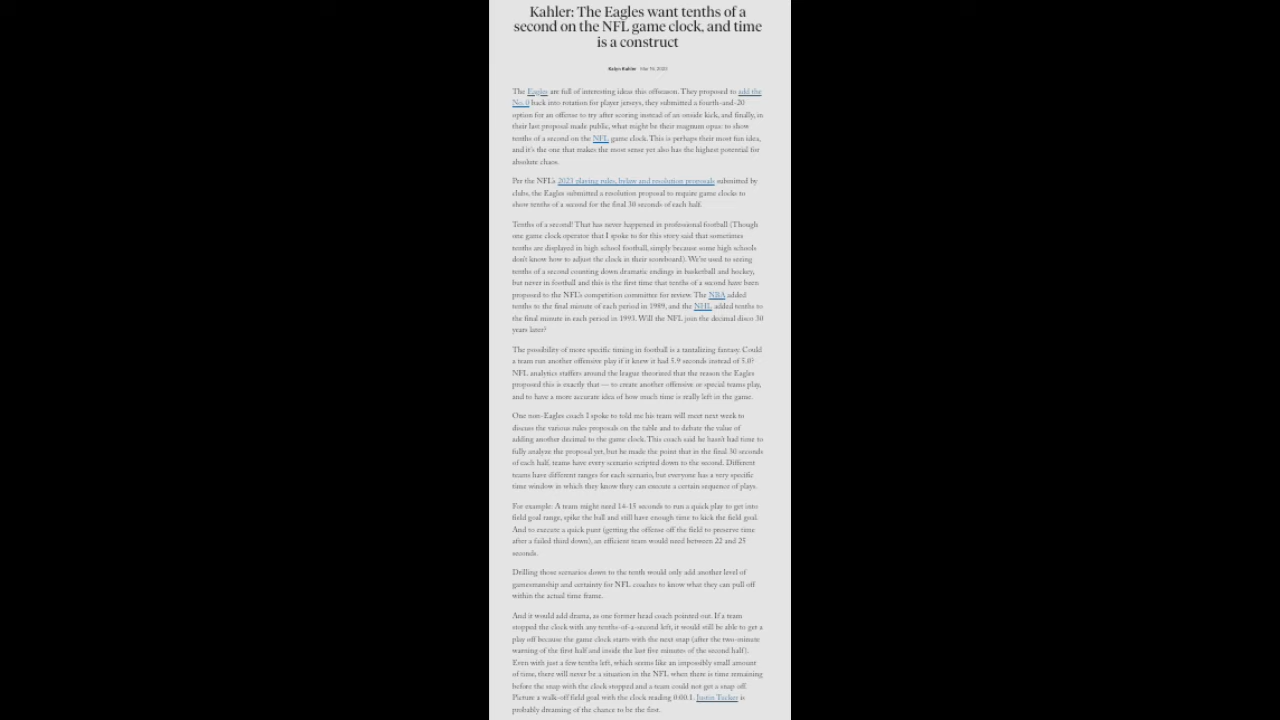 Kahler: The Eagles want tenths of a
second on the NFL game clock, and time
is a construct
Kalyn Kahler Mar 16, 2023
The Eagles are full of interesting ideas this offseason. They proposed to add the
No. 0 back into rotation for player jerseys, they submitted a fourth-and-20
option for an offense to try after scoring instead of an onside kick, and finally, in
their last proposal made public, what might be their magnum opus: to show
tenths of a second on the NFL game clock. This is perhaps their most fun idea,
and it's the one that makes the most sense yet also has the highest potential for
absolute chaos.
Per the NFL's 2023 playing rules, bylaw and resolution proposals submitted by
clubs, the Eagles submitted a resolution proposal to require game clocks to
show tenths of a second for the final 30 seconds of each half.
Tenths of a second! That has never happened in professional football (Though
one game clock operator that I spoke to for this story said that sometimes
tenths are displayed in high school football, simply because some high schools
don't know how to adjust the clock in their scoreboard). We're used to seeing
tenths of a second counting down dramatic endings in basketball and hockey,
but never in football and this is the first time that tenths of a second have been
proposed to the NFL's competition committee for review. The NBA added
tenths to the final minute of each period in 1989, and the NHL added tenths to
the final minute in each period in 1993. Will the NFL join the decimal disco 30
years later?
The possibility of more specific timing in football is a tantalizing fantasy. Could
a team run another offensive play if it knew it had 5.9 seconds instead of 5.0?
NFL analytics staffers around the league theorized that the reason the Eagles
proposed this is exactly that — to create another offensive or special teams play,
and to have a more accurate idea of how much time is really left in the game.
One non-Eagles coach I spoke to told me his team will meet next week to
discuss the various rules proposals on the table and to debate the value of
adding another decimal to the game clock. This coach said he hasn't had time to
fully analyze the proposal yet, but he made the point that in the final 30 seconds
of each half, teams have every scenario scripted down to the second. Different
teams have different ranges for each scenario, but everyone has a very specific
time window in which they know they can execute a certain sequence of plays.
For example: A team might need 14-15 seconds to run a quick play to get into
field goal range, spike the ball and still have enough time to kick the field goal.
And to execute a quick punt (getting the offense off the field to preserve time
after a failed third down), an efficient team would need between 22 and 25
seconds.
Drilling those scenarios down to the tenth would only add another level of
gamesmanship and certainty for NFL coaches to know what they can pull off
within the actual time frame.
And it would add drama, as one former head coach pointed out. If a team
stopped the clock with any tenths-of-a-second left, it would still be able to get a
play off because the game clock starts with the next snap (after the two-minute
warning of the first half and inside the last five minutes of the second half).
Even with just a few tenths left, which seems like an impossibly small amount
of time, there will never be a situation in the NFL when there is time remaining
before the snap with the clock stopped and a team could not get a snap off.
Picture a walk-off field goal with the clock reading 0:00.1. Justin Tucker is
probably dreaming of the chance to be the first.